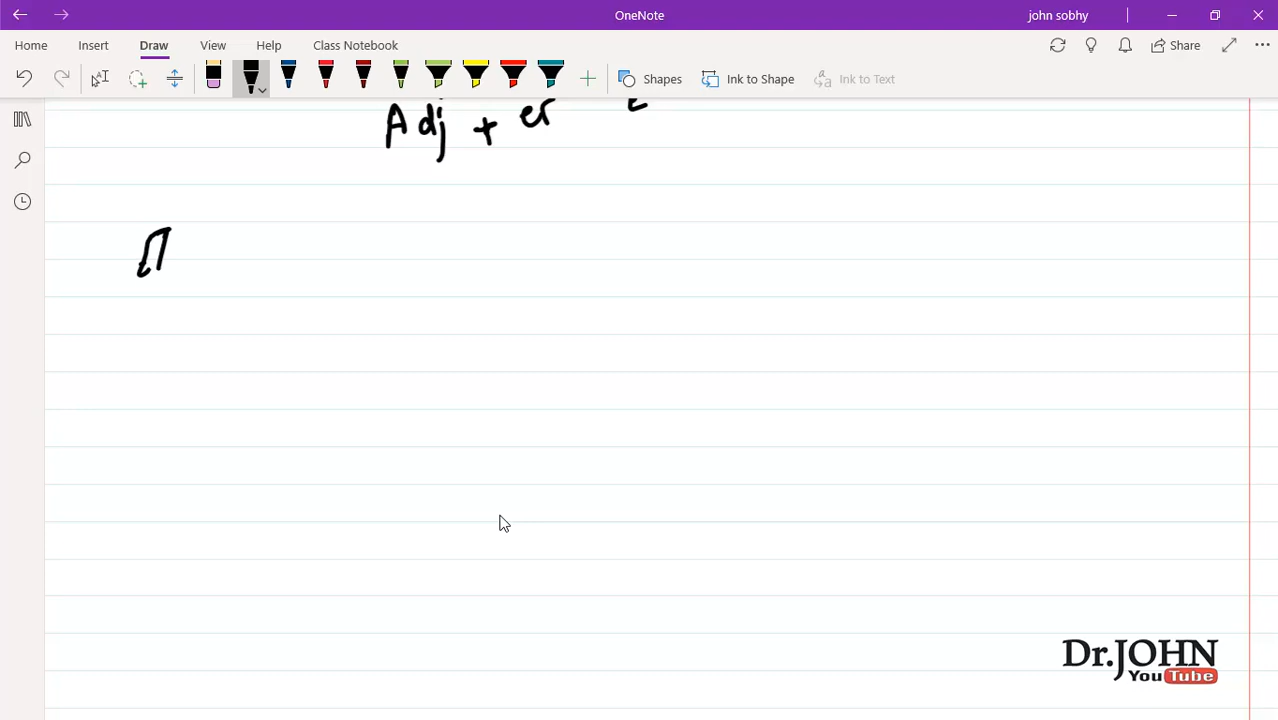 OneNote
john sobhy
Home Insert Draw View Help Class Notebook
Share
Shapes Ink to Shape Ink to Text
Adj + er
Dr.JOHN
YouTube